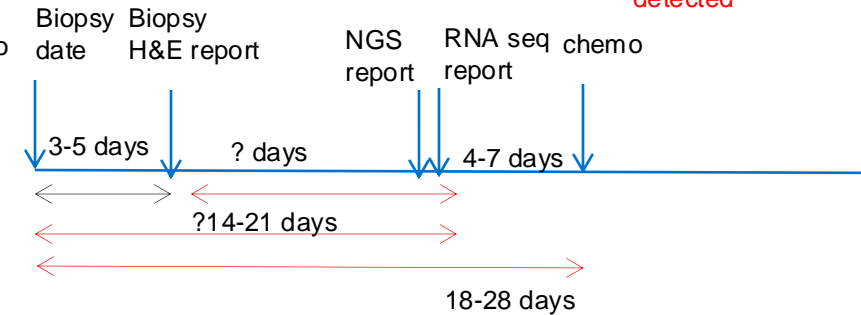 detected
Biopsy
date
Biopsy
H&E report
NGS
report
RNA seq
report
chemo
3-5 days
? days
4-7 days
?14-21 days
18-28 days